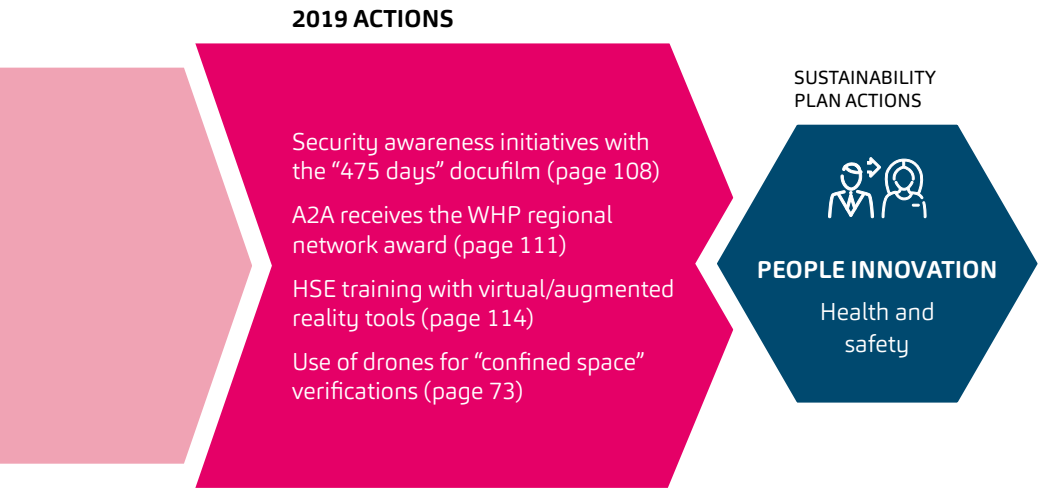 2019 ACTIONS
Security awareness initiatives with
the “475 days” docufilm (page 108)
A2A receives the WHP regional
network award (page 111)
HSE training with virtual/augmented
reality tools (page 114)
Use of drones for “confined space”
verifications (page 73)
SUSTAINABILITY
PLAN ACTIONS
PEOPLE INNOVATION
Health and
safety